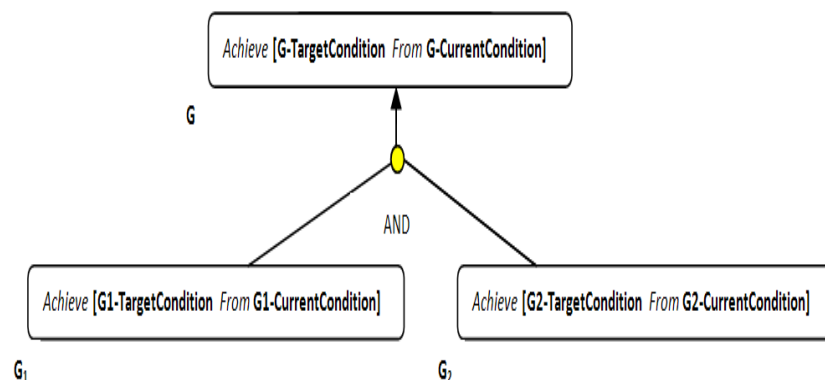 Achieve [G-TargetCondition From G-CurrentCondition]
G
AND
Achieve [G1-TargetCondition From G1-CurrentCondition]
Achieve [G2-TargetCondition From G2-CurrentCondition]
G₁
G₂